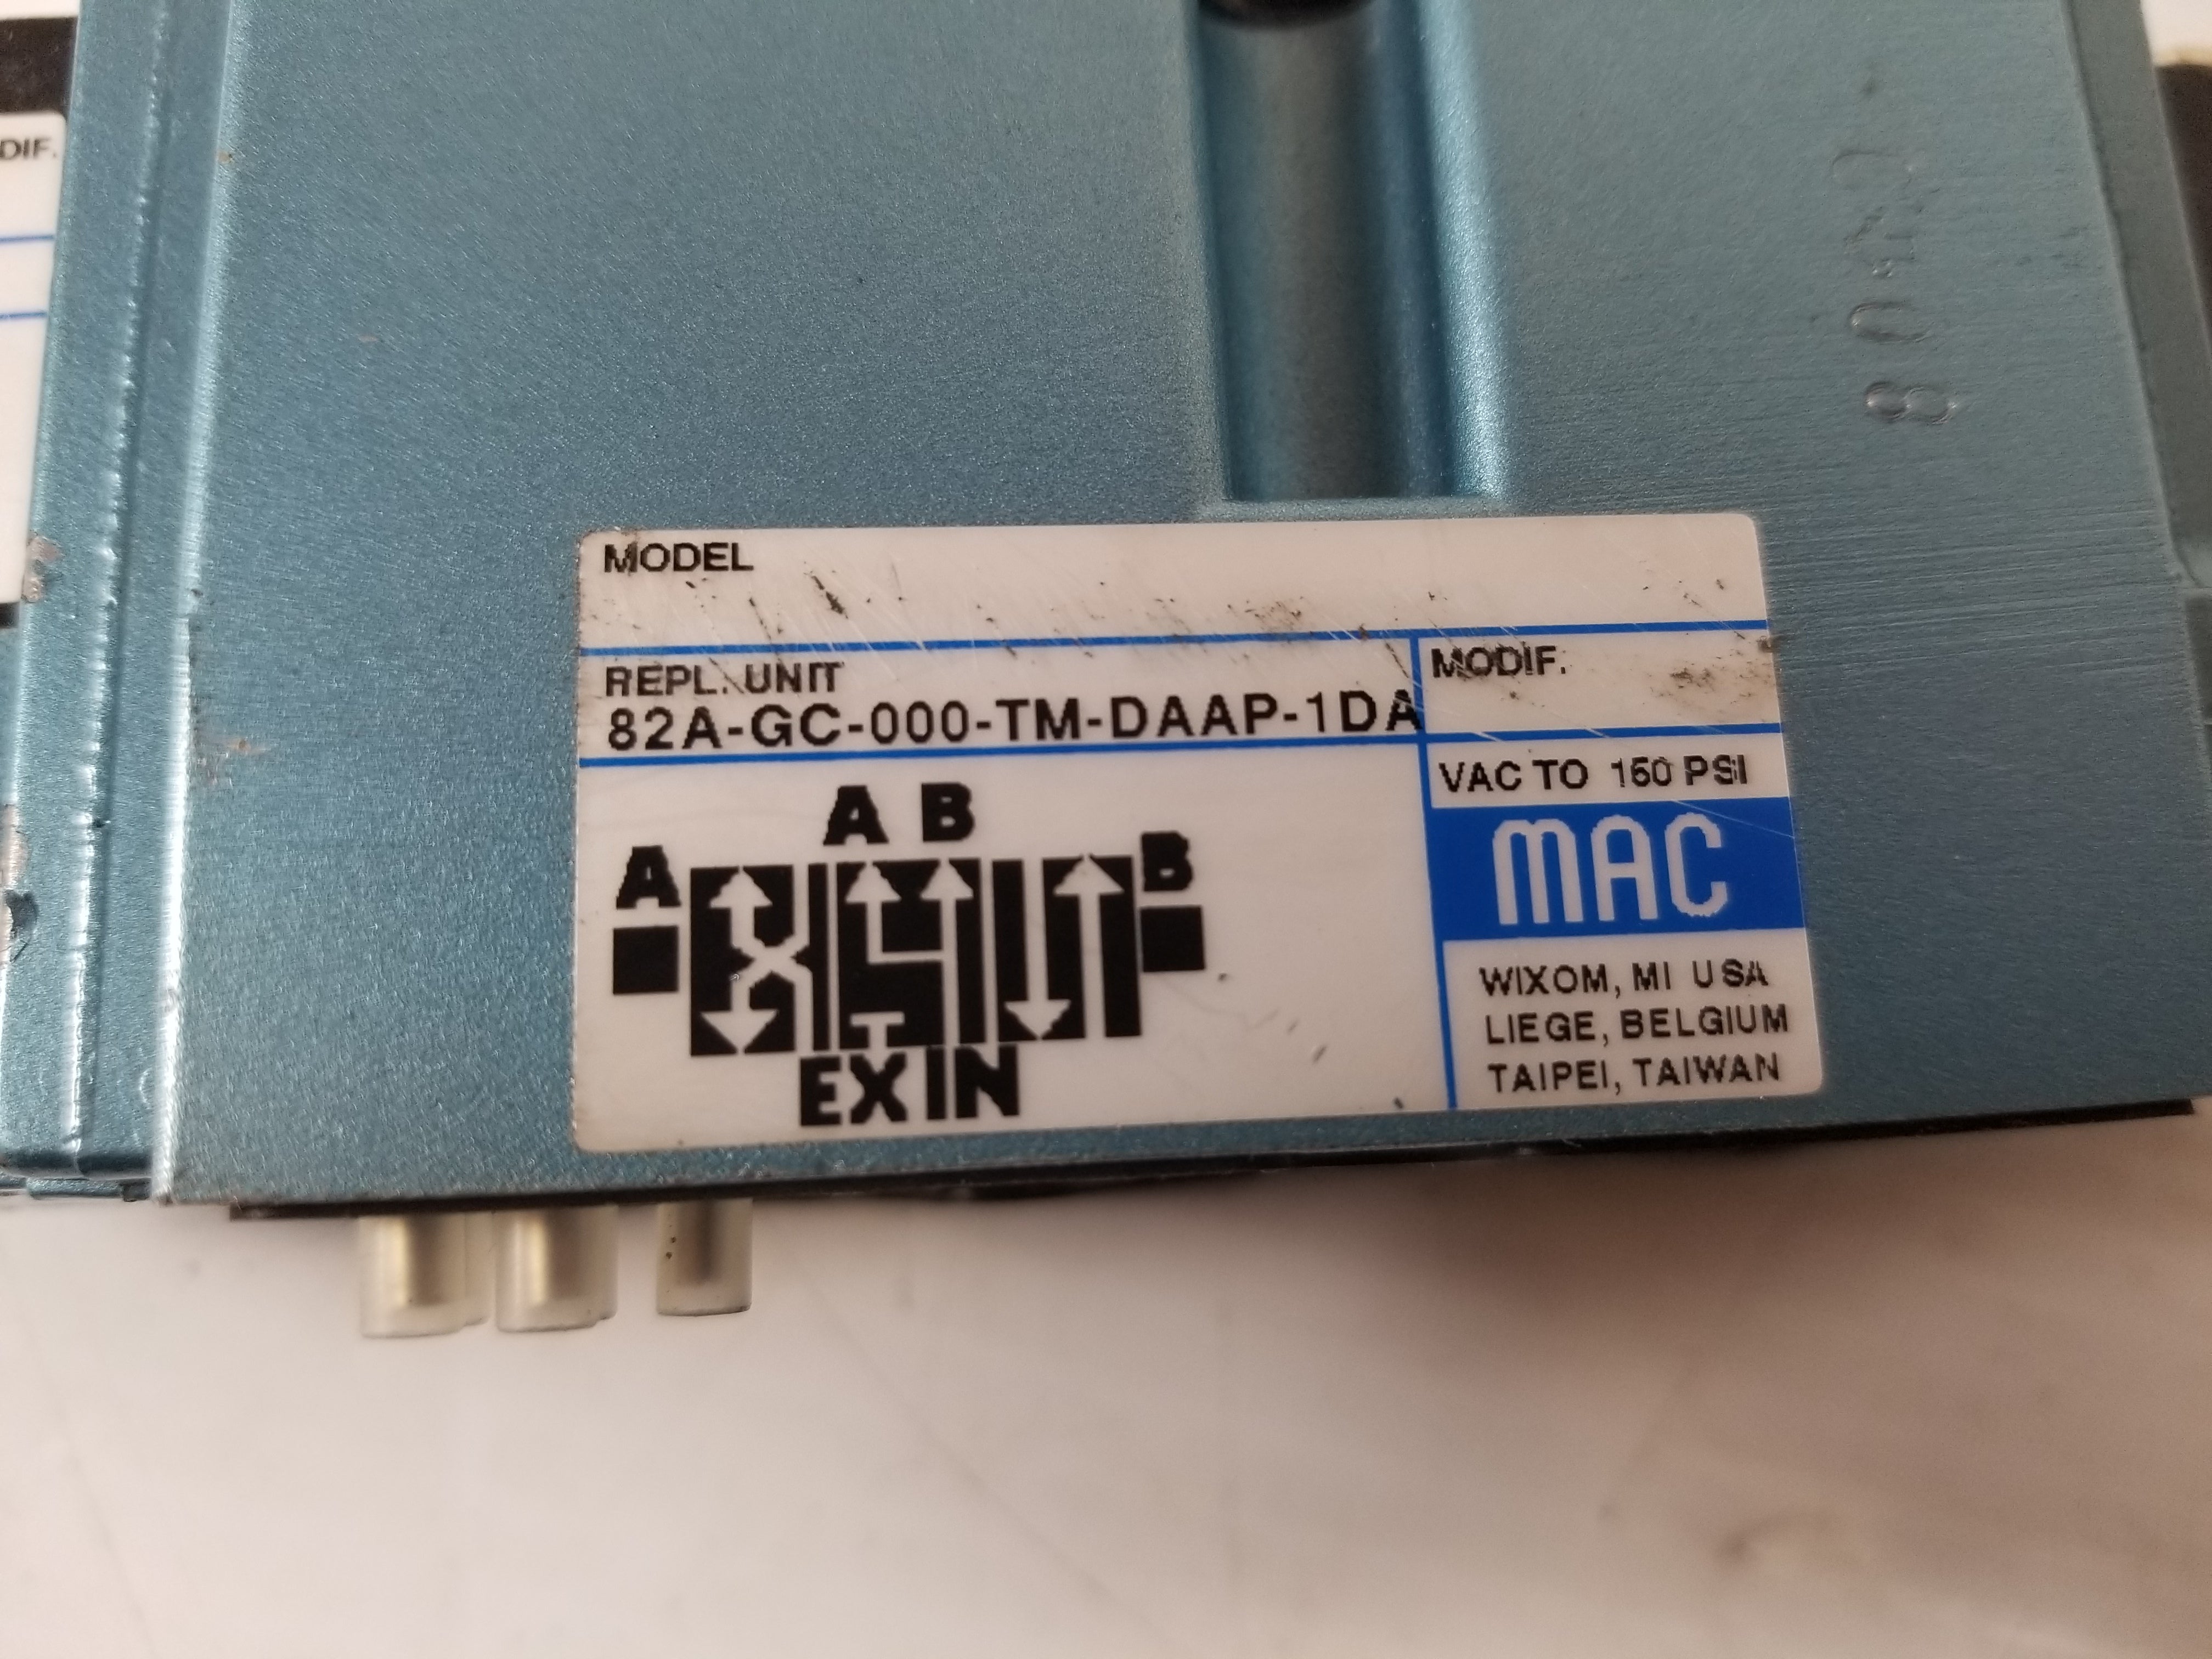 DIF.
MODEL
REPL. UNIT
82A-GC-000-TM-DAAP-1DA
MODIF.
VAC TO 150 PSI
MAC
WIXOM, MI USA
LIEGE, BELGIUM
TAIPEI, TAIWAN
A B
A
B
EX IN